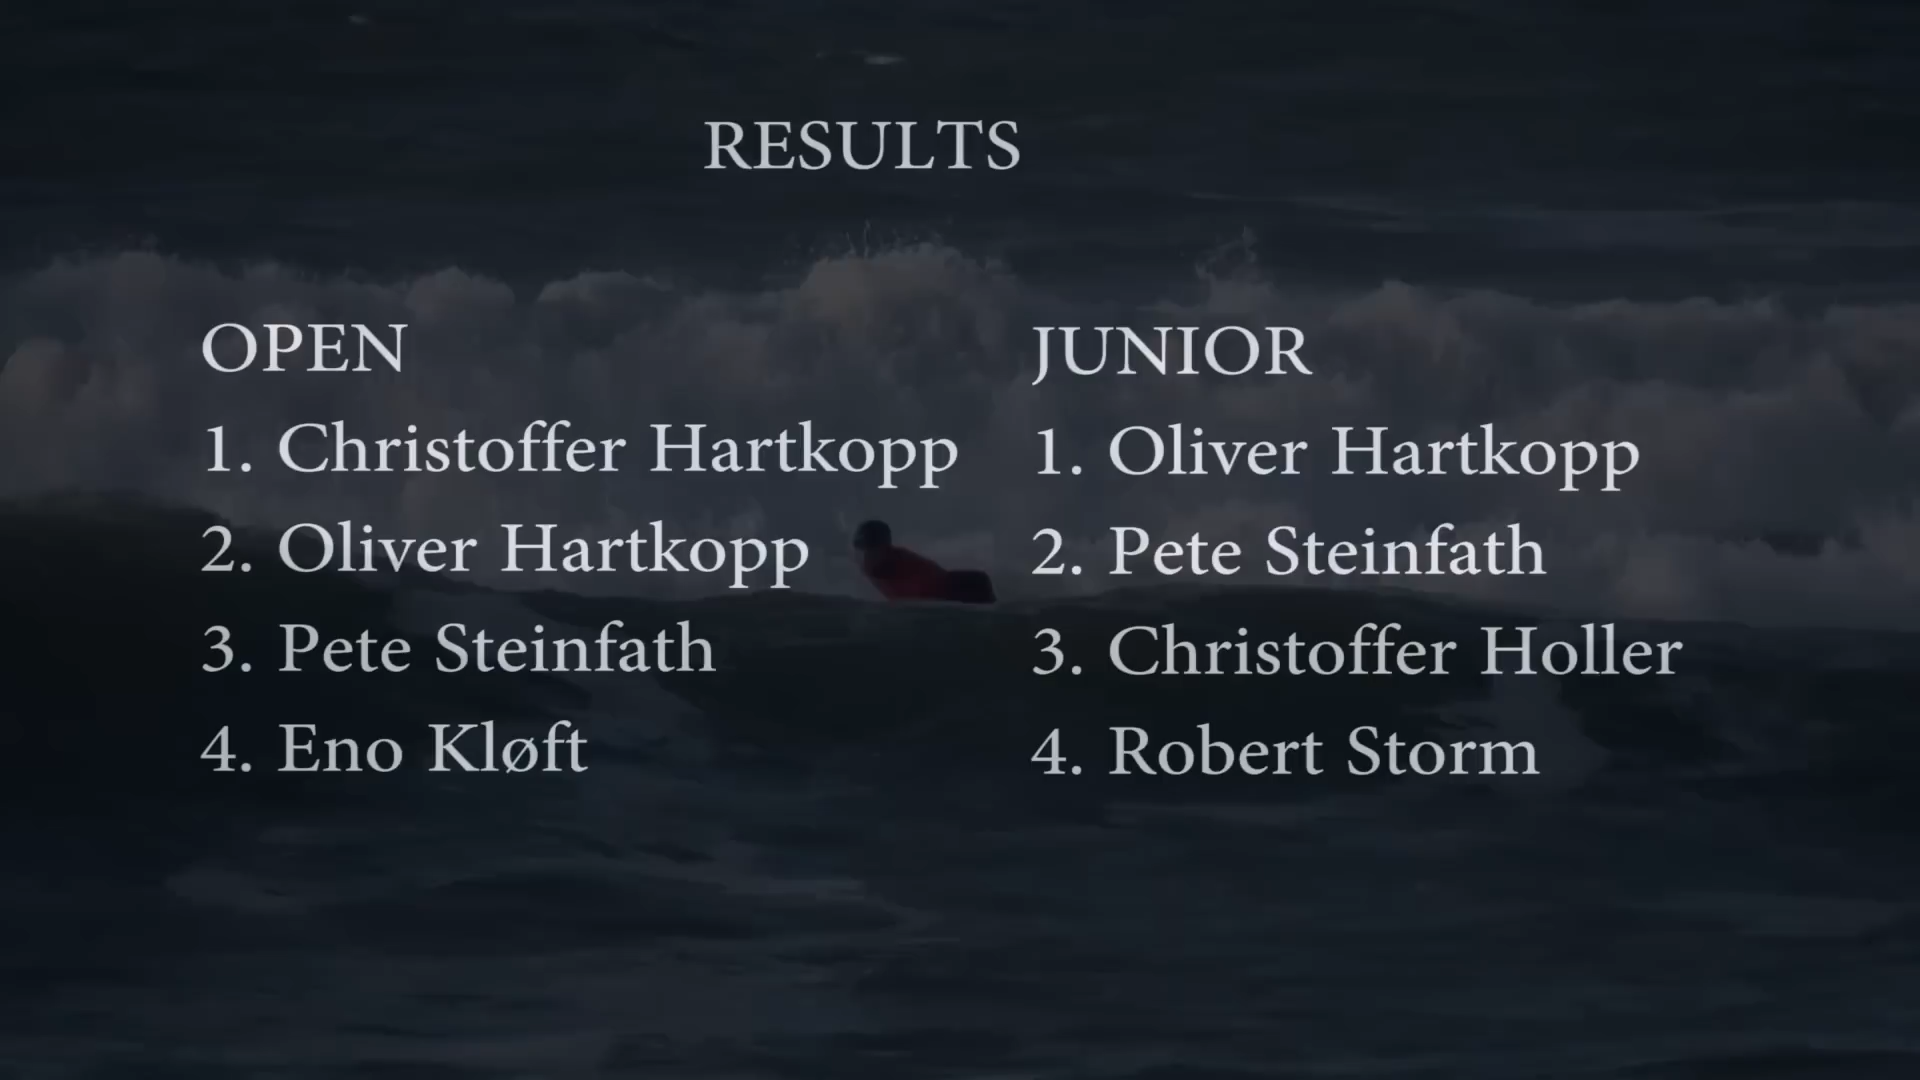 RESULTS
OPEN
1. Christoffer Hartkopp
2. Oliver Hartkopp
3. Pete Steinfath
4. Eno Kløft
JUNIOR
1. Oliver Hartkopp
2. Pete Steinfath
3. Christoffer Holler
4. Robert Storm